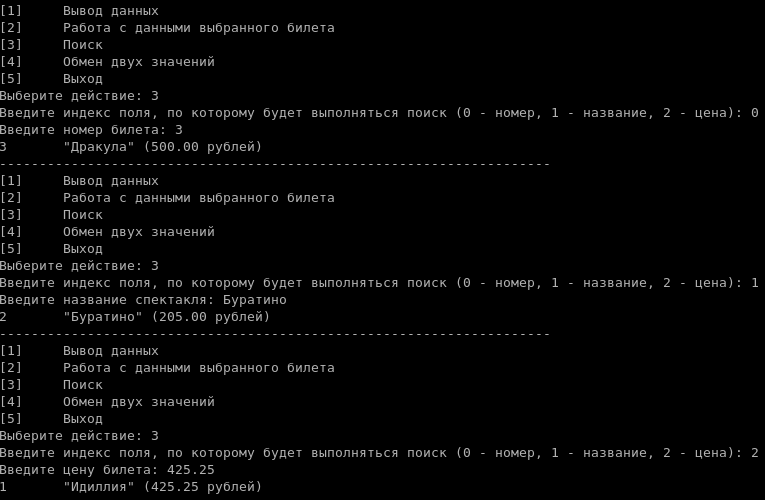 [1]     Вывод данных
[2]     Работа с данными выбранного билета
[3]     Поиск
[4]     Обмен двух значений
[5]     Выход
Выберите действие: 3
Введите индекс поля, по которому будет выполняться поиск (0 - номер, 1 - название, 2 - цена): 0
Введите номер билета: 3
3       "Дракула" (500.00 рублей)
---------------------------------------------------------------------
[1]     Вывод данных
[2]     Работа с данными выбранного билета
[3]     Поиск
[4]     Обмен двух значений
[5]     Выход
Выберите действие: 3
Введите индекс поля, по которому будет выполняться поиск (0 - номер, 1 - название, 2 - цена): 1
Введите название спектакля: Буратино
2       "Буратино" (205.00 рублей)
---------------------------------------------------------------------
[1]     Вывод данных
[2]     Работа с данными выбранного билета
[3]     Поиск
[4]     Обмен двух значений
[5]     Выход
Выберите действие: 3
Введите индекс поля, по которому будет выполняться поиск (0 - номер, 1 - название, 2 - цена): 2
Введите цену билета: 425.25
1       "Идиллия" (425.25 рублей)